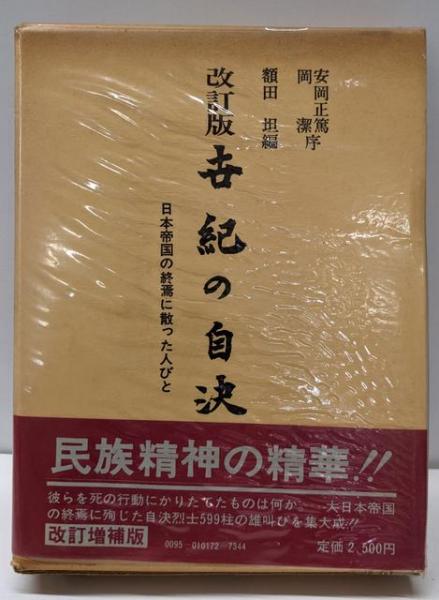 安岡正篤
岡　潔序
額田　坦編
改訂版
世紀の自決
日本帝国の終焉に散った人びと
民族精神の精華!!
彼らを死の行動にかりたてたものは何か　大日本帝国
の終焉に殉じた自決烈士599柱の雄叫びを集大成!!
改訂増補版
0095-010172-7344
定価2,500円